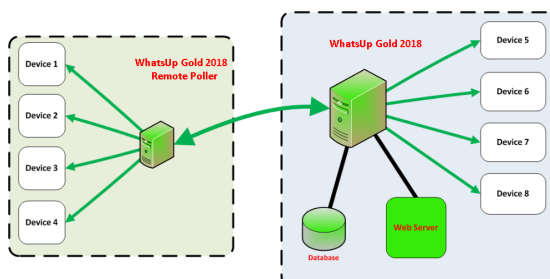 WhatsUp Gold 2018
Remote Poller
Device 1
Device 2
Device 3
Device 4
WhatsUp Gold 2018
Device 5
Device 6
Device 7
Device 8
Database
Web Server